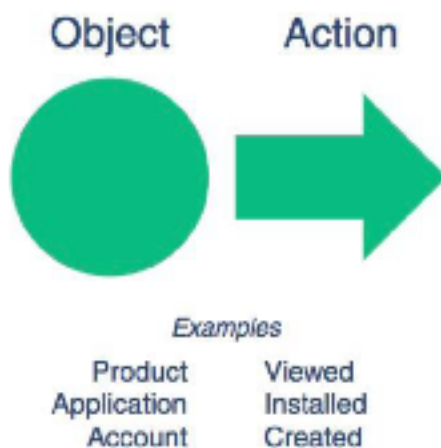 Object Action
Examples
Product Viewed
Application Installed
Account Created